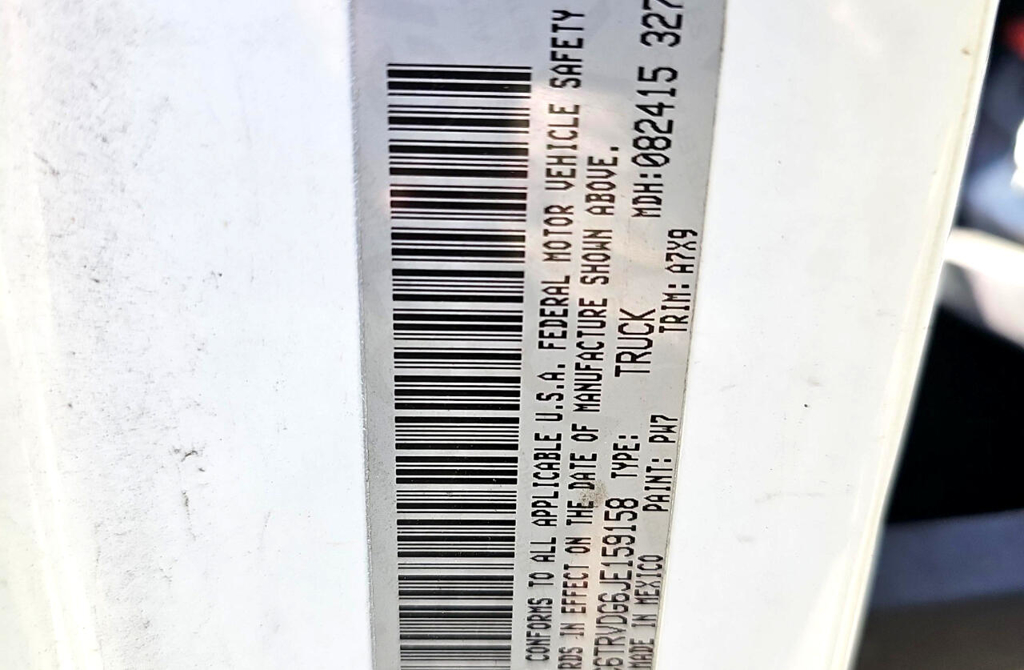 CONFORMS TO ALL APPLICABLE U.S.A. FEDERAL MOTOR VEHICLE SAFETY
RDS IN EFFECT ON THE DATE OF MANUFACTURE SHOWN ABOVE.
6TRVDG6JE159158 TYPE: TRUCK MDH:082415 327
MADE IN MEXICO PAINT: PW7 TRIM: A7X9